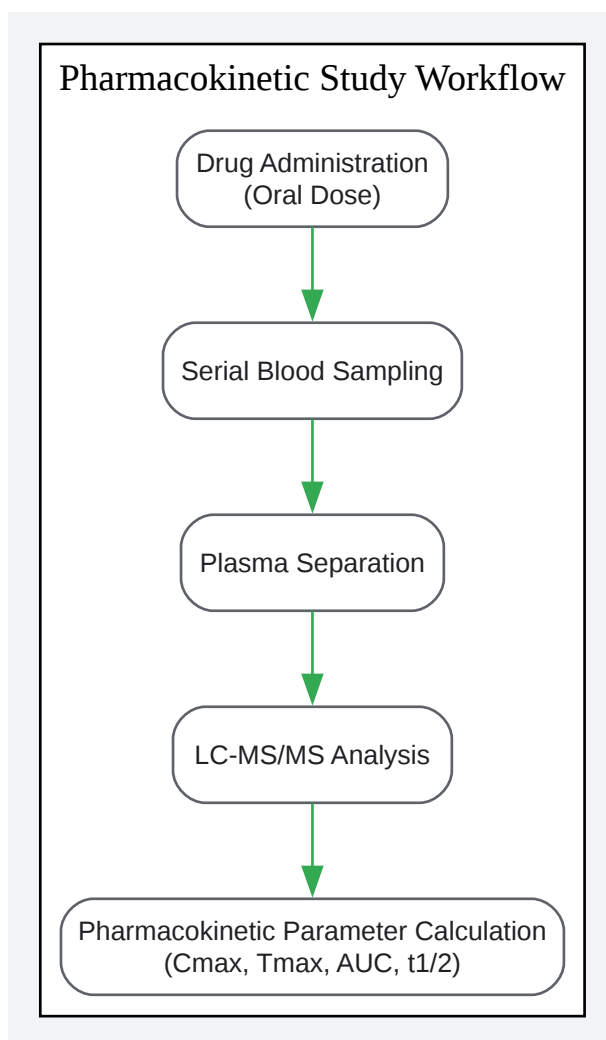 Pharmacokinetic Study Workflow
Drug Administration
(Oral Dose)
Serial Blood Sampling
Plasma Separation
LC-MS/MS Analysis
Pharmacokinetic Parameter Calculation
(Cmax, Tmax, AUC, t1/2)